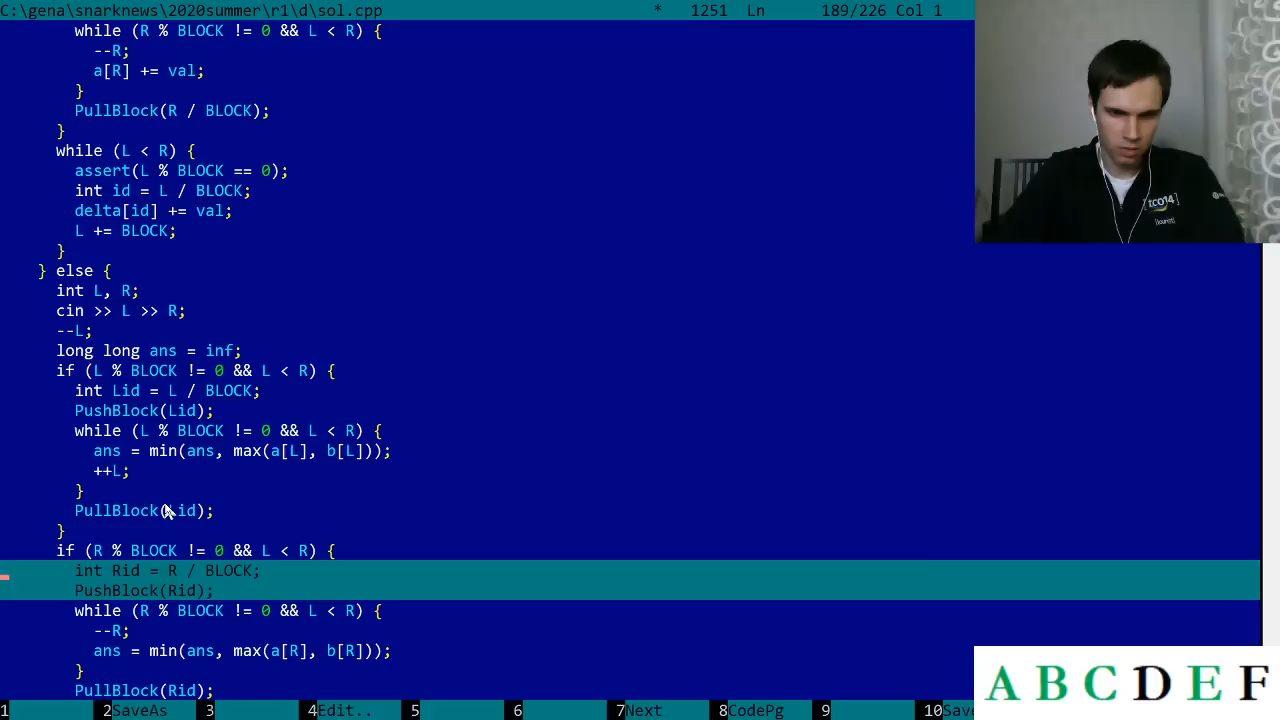 C:\gena\snarknews\2020summer\r1\d\sol.cpp * 1251 Ln 189/226 Col 1
while (R % BLOCK != 0 && L < R) {
--R;
a[R] += val;
}
PullBlock(R / BLOCK);
}
while (L < R) {
assert(L % BLOCK == 0);
int id = L / BLOCK;
delta[id] += val;
L += BLOCK;
}
} else {
int L, R;
cin >> L >> R;
--L;
long long ans = inf;
if (L % BLOCK != 0 && L < R) {
int Lid = L / BLOCK;
PushBlock(Lid);
while (L % BLOCK != 0 && L < R) {
ans = min(ans, max(a[L], b[L]));
++L;
}
PullBlock(Lid);
}
if (R % BLOCK != 0 && L < R) {
int Rid = R / BLOCK;
PushBlock(Rid);
while (R % BLOCK != 0 && L < R) {
--R;
ans = min(ans, max(a[R], b[R]));
}
PullBlock(Rid);
1 2SaveAs 3 4Edit.. 5 6 7Next 8CodePg 9 10Save
TCO14
A B C D E F